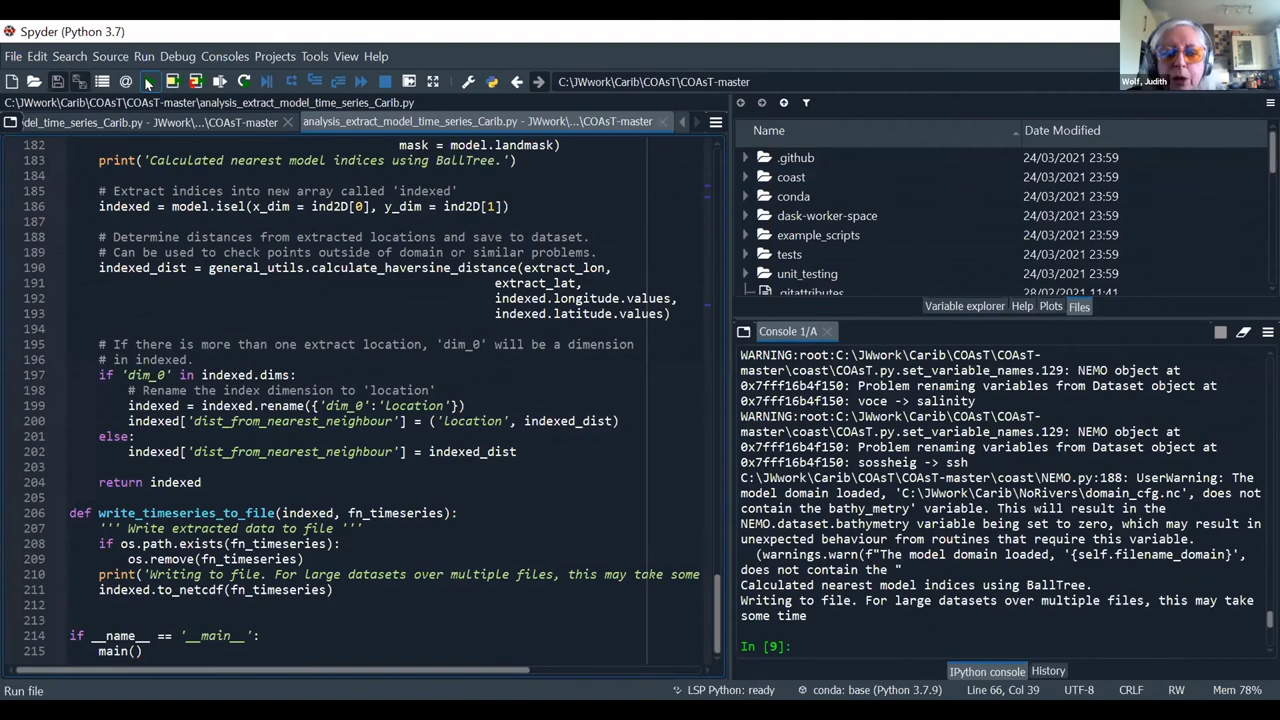 Spyder (Python 3.7)
File Edit Search Source Run Debug Consoles Projects Tools View Help
C:\JWwork\Carib\COAsT\COAsT-master
Wolf, Judith
C:\JWwork\Carib\COAsT\COAsT-master\analysis_extract_model_time_series_Carib.py
del_time_series_Carib.py - JWwork\...\COAsT-master
analysis_extract_model_time_series_Carib.py - JWwork\...\COAsT-master
182 mask = model.landmask)
183 print('Calculated nearest model indices using BallTree.')
184
185 # Extract indices into new array called 'indexed'
186 indexed = model.isel(x_dim = ind2D[0], y_dim = ind2D[1])
187
188 # Determine distances from extracted locations and save to dataset.
189 # Can be used to check points outside of domain or similar problems.
190 indexed_dist = general_utils.calculate_haversine_distance(extract_lon,
191 extract_lat,
192 indexed.longitude.values,
193 indexed.latitude.values)
194
195 # If there is more than one extract location, 'dim_0' will be a dimension
196 # in indexed.
197 if 'dim_0' in indexed.dims:
198 # Rename the index dimension to 'location'
199 indexed = indexed.rename({'dim_0':'location'})
200 indexed['dist_from_nearest_neighbour'] = ('location', indexed_dist)
201 else:
202 indexed['dist_from_nearest_neighbour'] = indexed_dist
203
204 return indexed
205
206 def write_timeseries_to_file(indexed, fn_timeseries):
207 ''' Write extracted data to file '''
208 if os.path.exists(fn_timeseries):
209 os.remove(fn_timeseries)
210 print('Writing to file. For large datasets over multiple files, this may take some
211 indexed.to_netcdf(fn_timeseries)
212
213
214 if __name__ == '__main__':
215 main()
Name Date Modified
.github 24/03/2021 23:59
coast 24/03/2021 23:59
conda 24/03/2021 23:59
dask-worker-space 24/03/2021 23:59
example_scripts 24/03/2021 23:59
tests 24/03/2021 23:59
unit_testing 24/03/2021 23:59
.gitattributes 28/02/2021 11:41
Variable explorer Help Plots Files
Console 1/A
WARNING:root:C:\JWwork\Carib\COAsT\COAsT-
master\coast\COAsT.py.set_variable_names.129: NEMO object at
0x7fff16b4f150: Problem renaming variables from Dataset object at
0x7fff16b4f150: voce -> salinity
WARNING:root:C:\JWwork\Carib\COAsT\COAsT-
master\coast\COAsT.py.set_variable_names.129: NEMO object at
0x7fff16b4f150: Problem renaming variables from Dataset object at
0x7fff16b4f150: sossheig -> ssh
C:\JWwork\Carib\COAsT\COAsT-master\coast\NEMO.py:188: UserWarning: The
model domain loaded, 'C:\JWwork\Carib\NoRivers\domain_cfg.nc', does not
contain the bathy_metry' variable. This will result in the
NEMO.dataset.bathymetry variable being set to zero, which may result in
unexpected behaviour from routines that require this variable.
(warnings.warn(f"The model domain loaded, '{self.filename_domain}',
does not contain the "
Calculated nearest model indices using BallTree.
Writing to file. For large datasets over multiple files, this may take
some time
In [9]:
IPython console History
Run file
LSP Python: ready conda: base (Python 3.7.9) Line 66, Col 39 UTF-8 CRLF RW Mem 78%